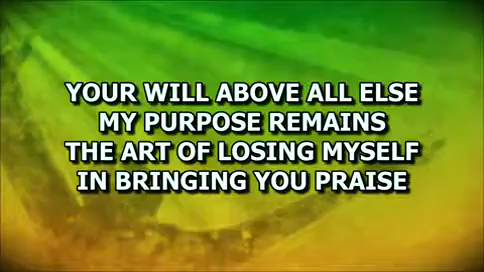 YOUR WILL ABOVE ALL ELSE
MY PURPOSE REMAINS
THE ART OF LOSING MYSELF
IN BRINGING YOU PRAISE